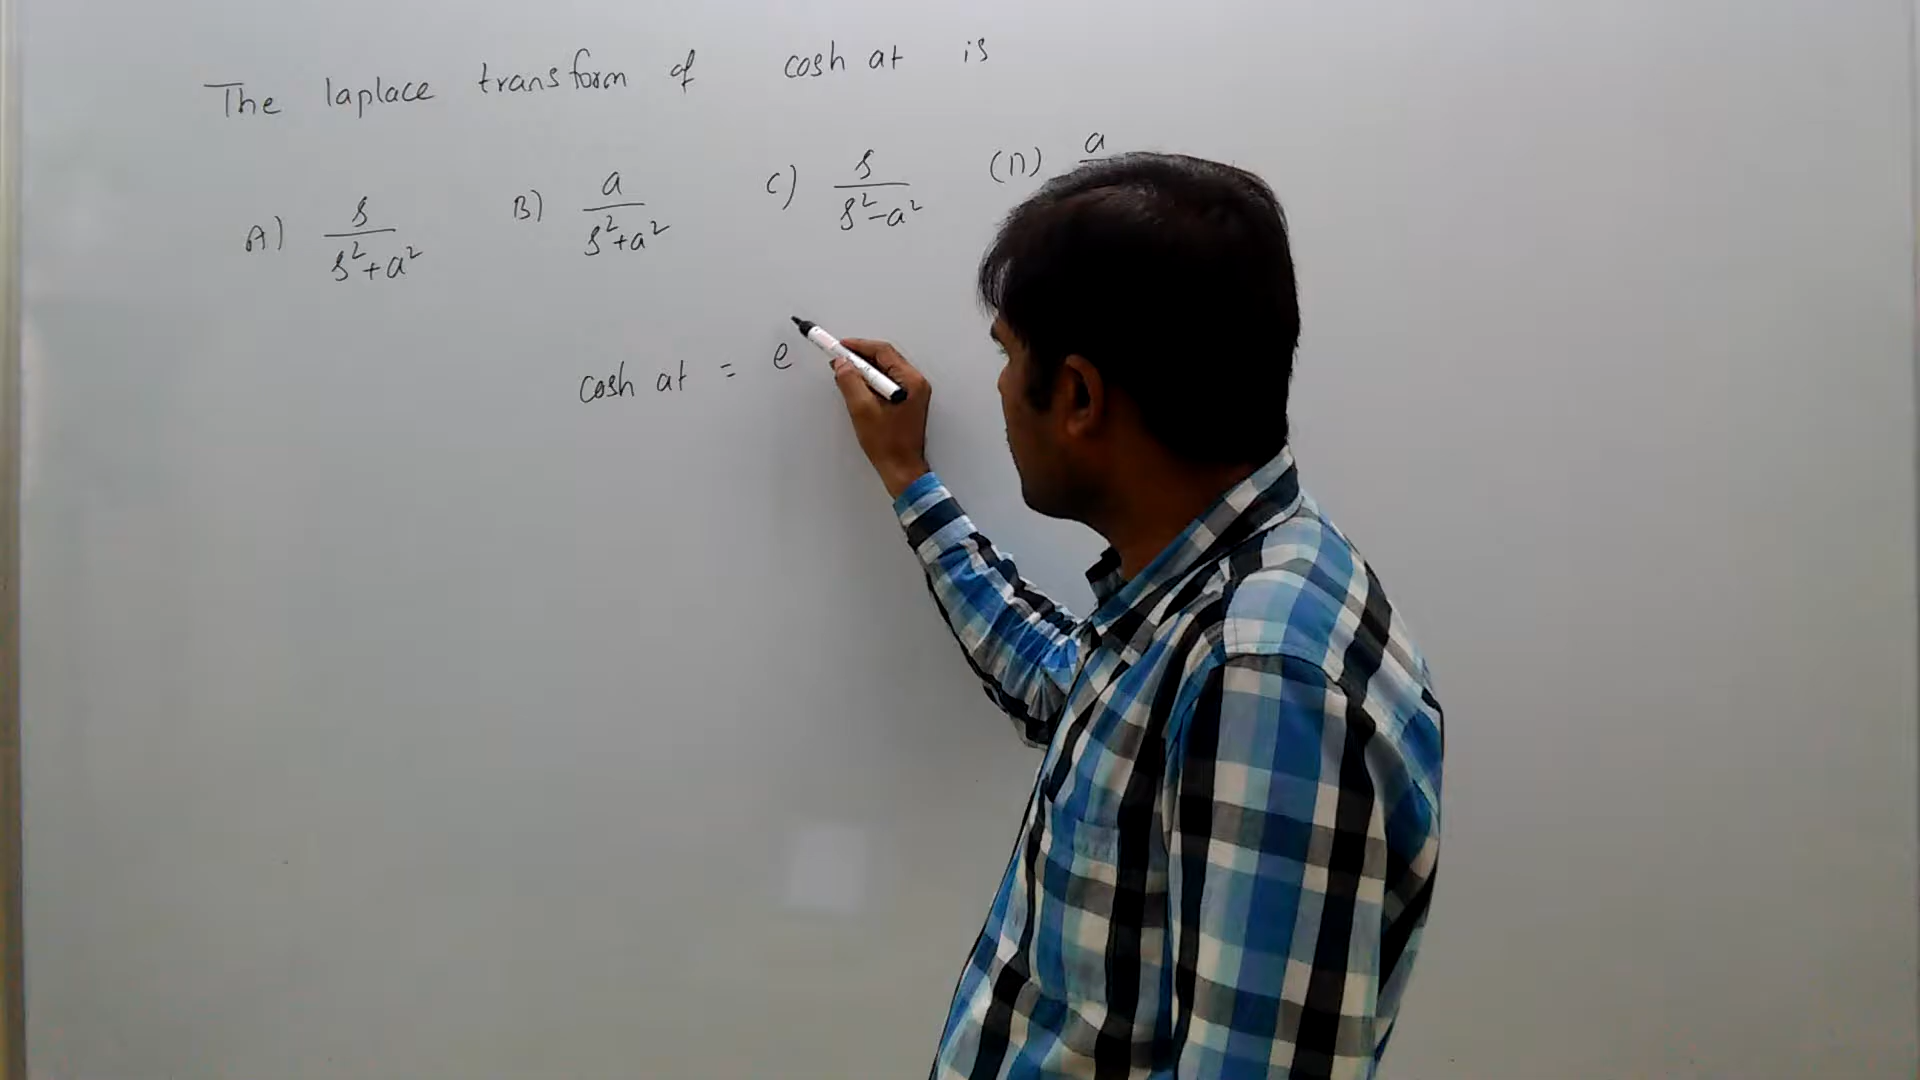 The laplace transform of cosh at is
A) s/(s²+a²) B) a/(s²+a²) C) s/(s²-a²) (D) a
cosh at = e